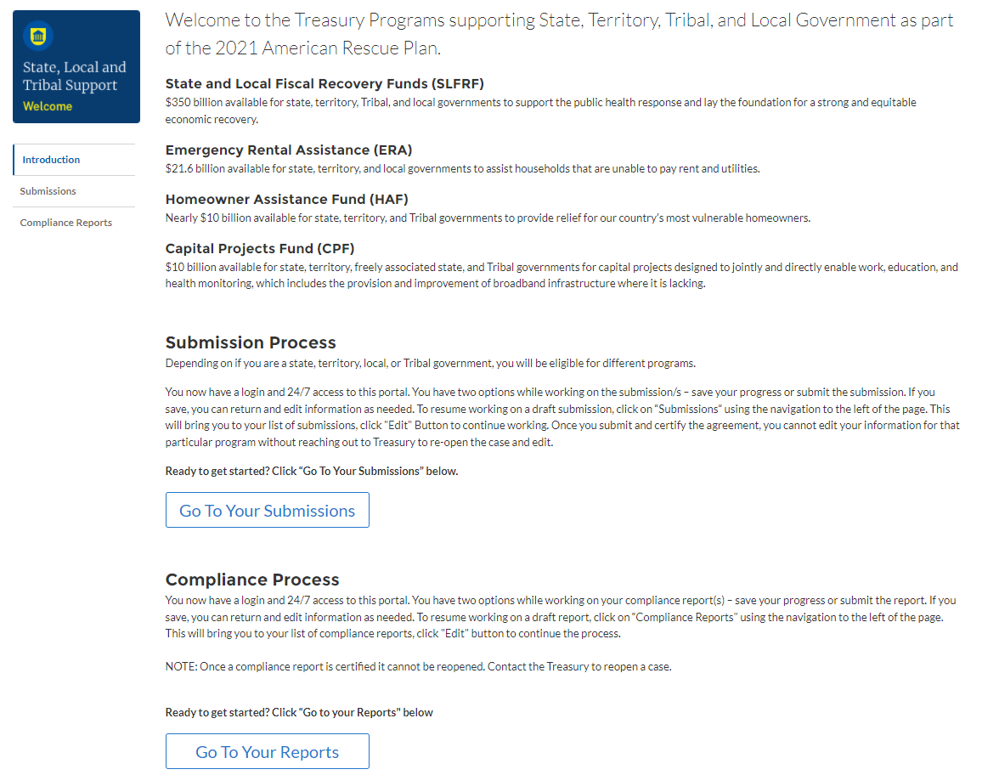 State, Local and
Tribal Support
Welcome
Introduction
Submissions
Compliance Reports
Welcome to the Treasury Programs supporting State, Territory, Tribal, and Local Government as part
of the 2021 American Rescue Plan.
State and Local Fiscal Recovery Funds (SLFRF)
$350 billion available for state, territory, Tribal, and local governments to support the public health response and lay the foundation for a strong and equitable
economic recovery.
Emergency Rental Assistance (ERA)
$21.6 billion available for state, territory, and local governments to assist households that are unable to pay rent and utilities.
Homeowner Assistance Fund (HAF)
Nearly $10 billion available for state, territory, and Tribal governments to provide relief for our country's most vulnerable homeowners.
Capital Projects Fund (CPF)
$10 billion available for state, territory, freely associated state, and Tribal governments for capital projects designed to jointly and directly enable work, education, and
health monitoring, which includes the provision and improvement of broadband infrastructure where it is lacking.
Submission Process
Depending on if you are a state, territory, local, or Tribal government, you will be eligible for different programs.
You now have a login and 24/7 access to this portal. You have two options while working on the submission/s – save your progress or submit the submission. If you
save, you can return and edit information as needed. To resume working on a draft submission, click on “Submissions” using the navigation to the left of the page. This
will bring you to your list of submissions, click "Edit" Button to continue working. Once you submit and certify the agreement, you cannot edit your information for that
particular program without reaching out to Treasury to re-open the case and edit.
Ready to get started? Click “Go To Your Submissions” below.
Go To Your Submissions
Compliance Process
You now have a login and 24/7 access to this portal. You have two options while working on your compliance report(s) – save your progress or submit the report. If you
save, you can return and edit information as needed. To resume working on a draft report, click on “Compliance Reports” using the navigation to the left of the page.
This will bring you to your list of compliance reports, click "Edit" button to continue the process.
NOTE: Once a compliance report is certified it cannot be reopened. Contact the Treasury to reopen a case.
Ready to get started? Click “Go to your Reports” below
Go To Your Reports